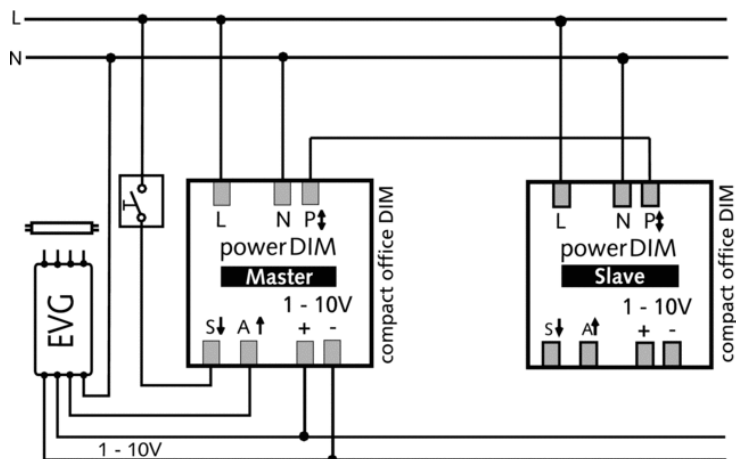 L
N
L N P
powerDIM
Master
1 - 10V
S A + -
compact office DIM
L N P
powerDIM
Slave
1 - 10V
S A + -
compact office DIM
EVG
1 - 10V